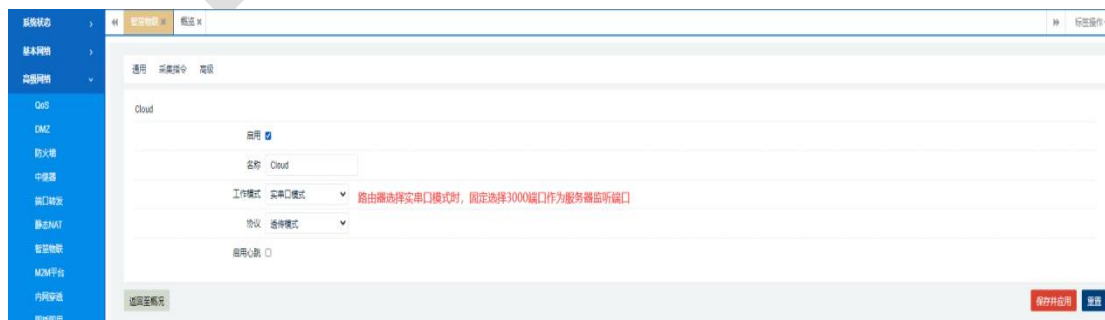 系统状态
智慧物联 概览
标签操作
基本网络
高级网络
通用 采集指令 高级
QoS
Cloud
DMZ
启用
防火墙
名称 Cloud
中继器
工作模式 实串口模式 路由器选择实串口模式时，固定选择3000端口作为服务器监听端口
端口转发
静态NAT
协议 透传模式
智慧物联
启用心跳
M2M平台
内网穿透
返回至概况
保存并应用 重置